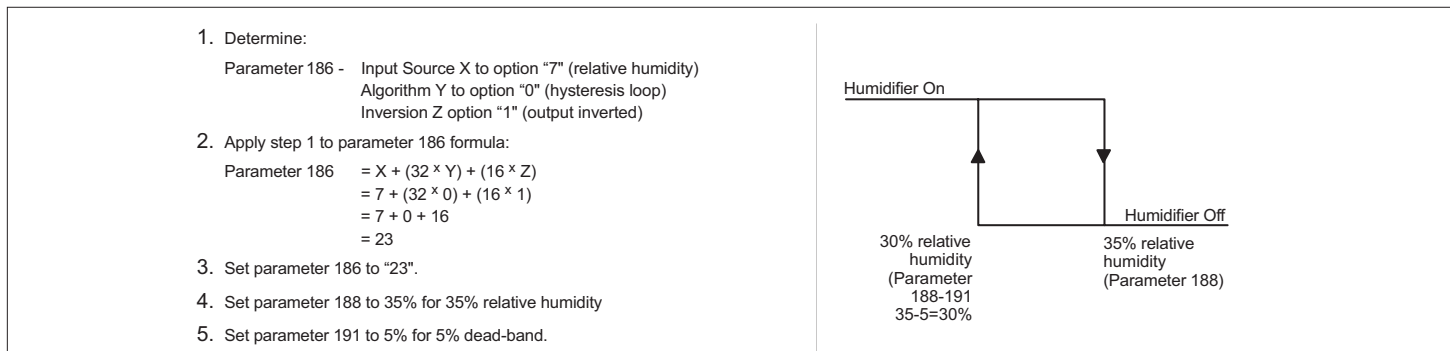 1. Determine:
Parameter 186 - Input Source X to option “7" (relative humidity)
Algorithm Y to option “0" (hysteresis loop)
Inversion Z option “1" (output inverted)
2. Apply step 1 to parameter 186 formula:
Parameter 186 = X + (32 x Y) + (16 x Z)
= 7 + (32 x 0) + (16 x 1)
= 7 + 0 + 16
= 23
3. Set parameter 186 to “23".
4. Set parameter 188 to 35% for 35% relative humidity
5. Set parameter 191 to 5% for 5% dead-band.
Humidifier On
Humidifier Off
30% relative
humidity
(Parameter
188-191
35-5=30%
35% relative
humidity
(Parameter 188)